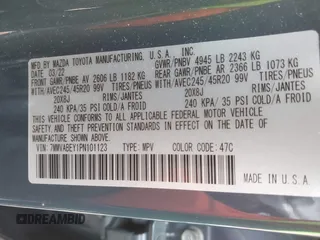 MFD BY: MAZDA TOYOTA MANUFACTURING, U.S.A., INC.
DATE: 03/22 GVWR/PNBV 4945 LB 2243 KG
FRONT GAWR/PNBE AV 2606 LB 1182 KG REAR GAWR/PNBE AR 2366 LB 1073 KG
WITH/AVEC245/45R20 99V TIRES/PNEUS WITH/AVEC245/45R20 99V TIRES/PNEUS
20X8J RIMS/JANTES 20X8J RIMS/JANTES
240 KPA/ 35 PSI COLD/A FROID 240 KPA/ 35 PSI COLD/A FROID
THIS VEHICLE CONFORMS TO ALL APPLICABLE FEDERAL MOTOR
VEHICLE SAFETY STANDARDS IN EFFECT ON THE DATE OF
MANUFACTURE SHOWN ABOVE.
VIN: 7MMVABEY1PN101123 TYPE: MPV COLOR CODE: 47C
MADE IN U.S.A.
DREAMBID